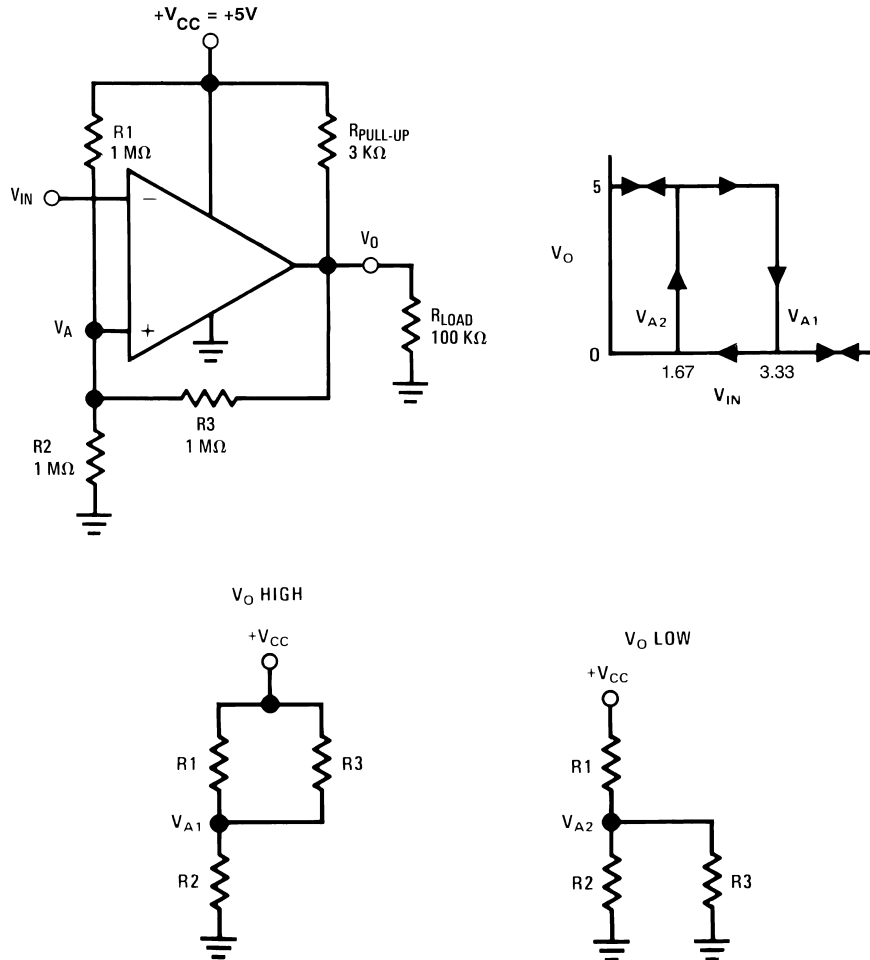 +VCC = +5V
R1
1 MΩ
RPULL-UP
3 KΩ
VIN
−
VO
VA
+
RLOAD
100 KΩ
R3
1 MΩ
R2
1 MΩ
5
VO
VA2
VA1
0
1.67
3.33
VIN
VO HIGH
+VCC
R1
R3
VA1
R2
VO LOW
+VCC
R1
VA2
R2
R3